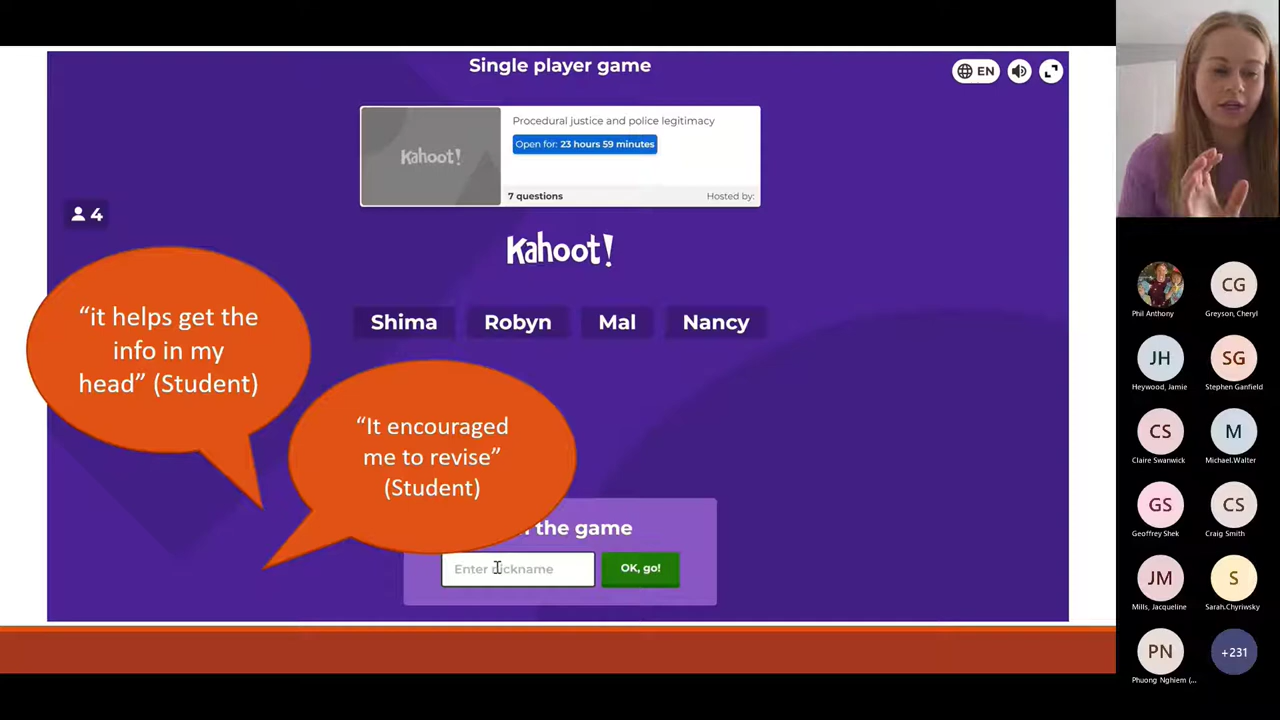 Single player game
EN
Procedural justice and police legitimacy
Open for: 23 hours 59 minutes
Kahoot!
7 questions
Hosted by:
4
Kahoot!
Shima
Robyn
Mal
Nancy
“it helps get the
info in my
head” (Student)
“It encouraged
me to revise”
(Student)
the game
Enter nickname
OK, go!
Phil Anthony
CG
Greyson, Cheryl
JH
Heywood, Jamie
SG
Stephen Ganfield
CS
Claire Swanwick
M
Michael.Walter
GS
Geoffrey Shek
CS
Craig Smith
JM
Mills, Jacqueline
S
Sarah.Chyriwsky
PN
Phuong Nghiem (...
+231